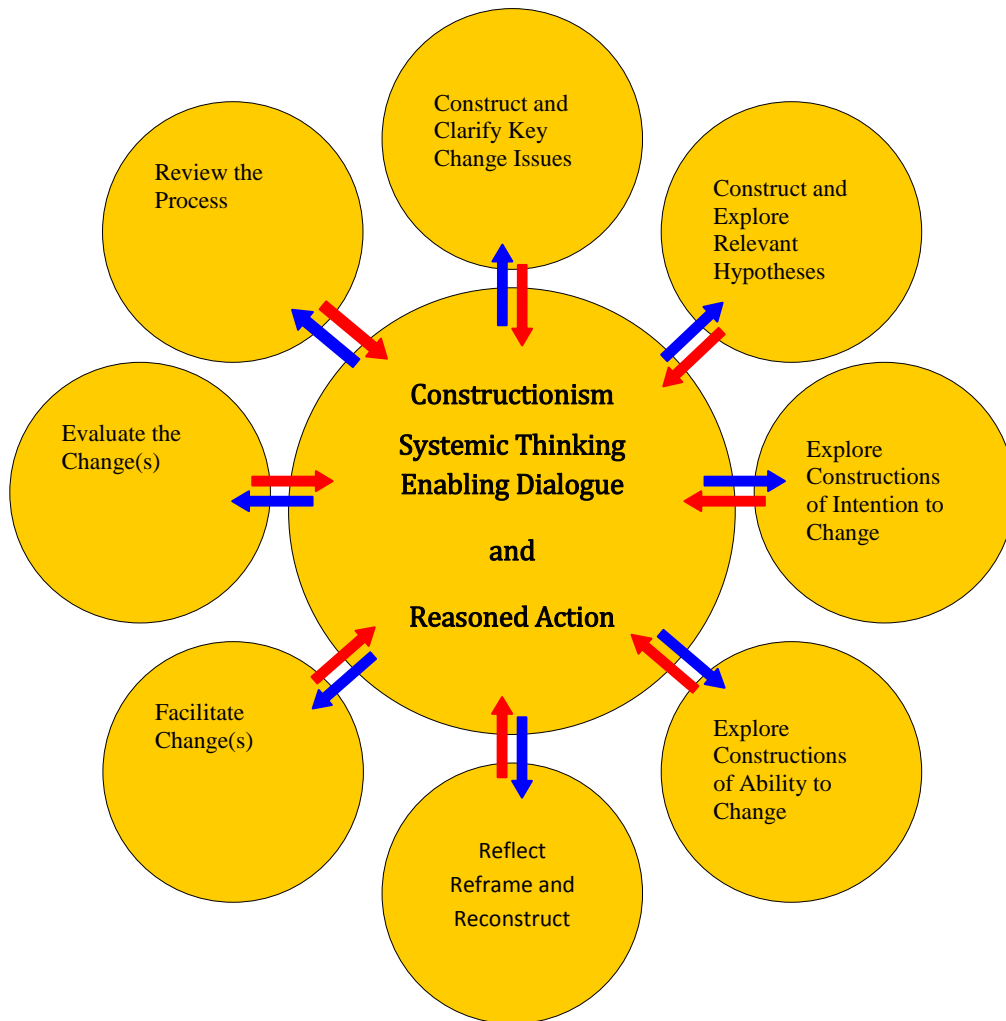 Construct and
Clarify Key
Change Issues
Review the
Process
Construct and
Explore
Relevant
Hypotheses
Constructionism
Systemic Thinking
Enabling Dialogue
and
Reasoned Action
Evaluate the
Change(s)
Explore
Constructions
of Intention to
Change
Facilitate
Change(s)
Explore
Constructions
of Ability to
Change
Reflect
Reframe and
Reconstruct